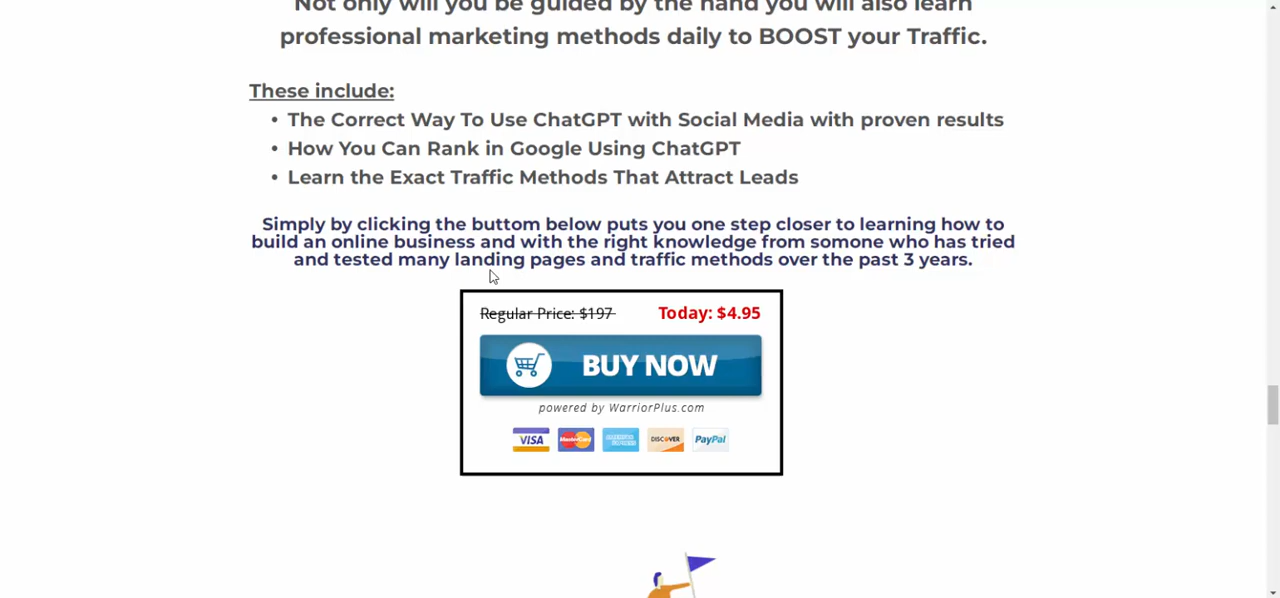 Not only will you be guided by the hand you will also learn
professional marketing methods daily to BOOST your Traffic.
These include:
• The Correct Way To Use ChatGPT with Social Media with proven results
• How You Can Rank in Google Using ChatGPT
• Learn the Exact Traffic Methods That Attract Leads
Simply by clicking the buttom below puts you one step closer to learning how to
build an online business and with the right knowledge from somone who has tried
and tested many landing pages and traffic methods over the past 3 years.
Regular Price: $197 Today: $4.95
BUY NOW
powered by WarriorPlus.com
VISA MasterCard AMERICAN EXPRESS DISCOVER PayPal